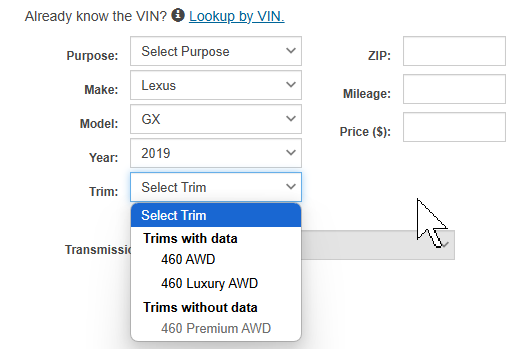 Already know the VIN? Lookup by VIN.
Purpose: Select Purpose ZIP:
Make: Lexus Mileage:
Model: GX Price ($):
Year: 2019
Trim: Select Trim
Select Trim
Trims with data
460 AWD
Transmissi
460 Luxury AWD
Trims without data
460 Premium AWD